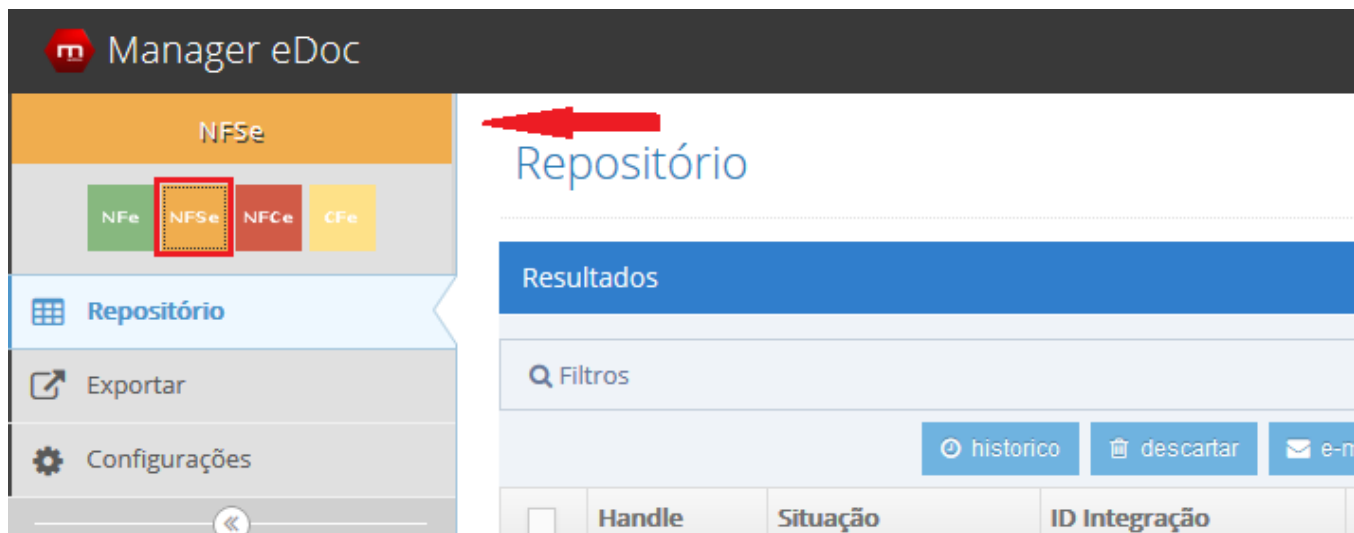 Manager eDoc
NFSe
NFe NFSe NFCe CFe
Repositório
Exportar
Configurações
Repositório
Resultados
Filtros
historico descartar
Handle Situação ID Integração